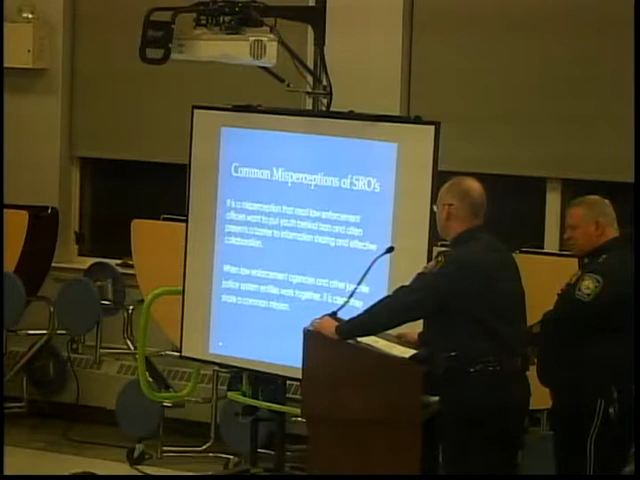 Common Misperceptions of SRO's
It is a misperception that most law enforcement
officers want to put youth behind bars and often
presents a barrier to information sharing and effective
collaboration.
When law enforcement agencies and other juvenile
justice system entities work together, it is clear they
share a common mission.